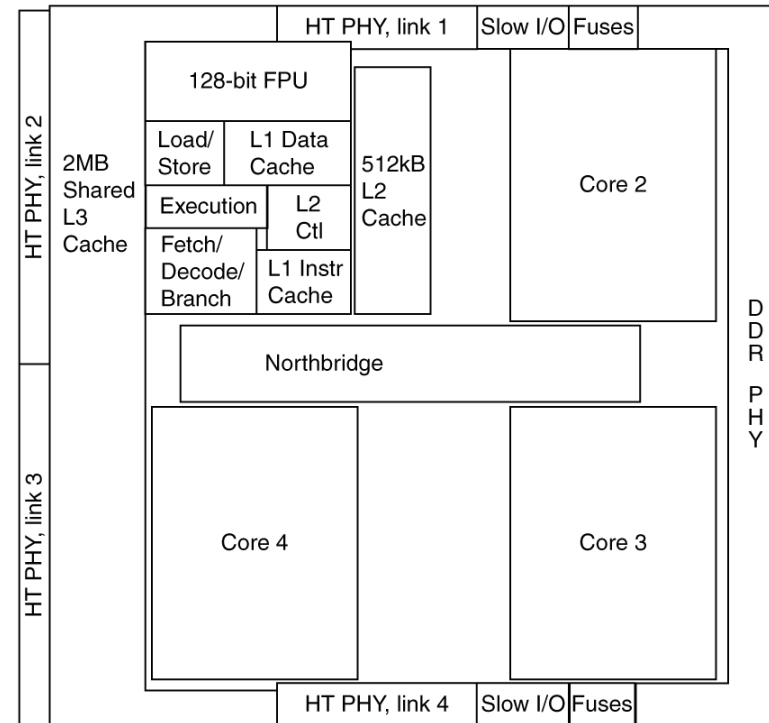 HT PHY, link 1
Slow I/O
Fuses
HT PHY, link 2
2MB
Shared
L3
Cache
128-bit FPU
Load/
Store
L1 Data
Cache
Execution
L2
Ctl
Fetch/
Decode/
Branch
L1 Instr
Cache
512kB
L2
Cache
Core 2
Northbridge
DDR PHY
HT PHY, link 3
Core 4
Core 3
HT PHY, link 4
Slow I/O
Fuses